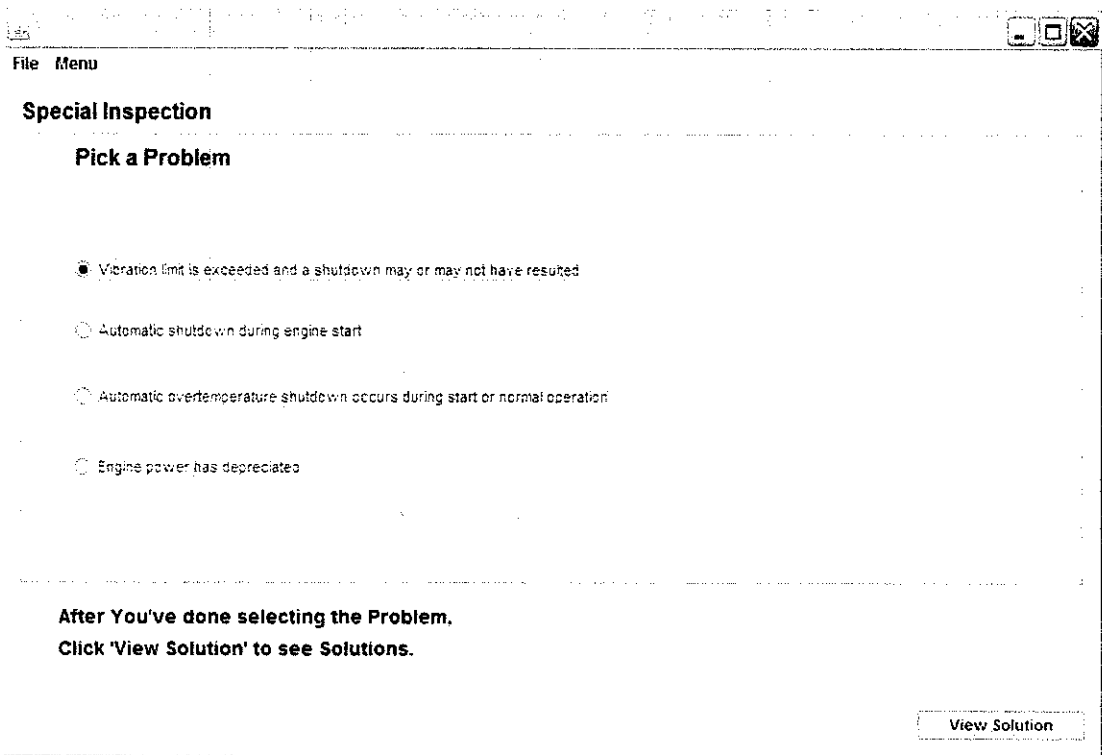 File Menu
Special Inspection
Pick a Problem
Vibration limit is exceeded and a shutdown may or may not have resulted
Automatic shutdown during engine start
Automatic overtemperature shutdown occurs during start or normal operation
Engine power has depreciated
After You've done selecting the Problem,
Click 'View Solution' to see Solutions.
View Solution